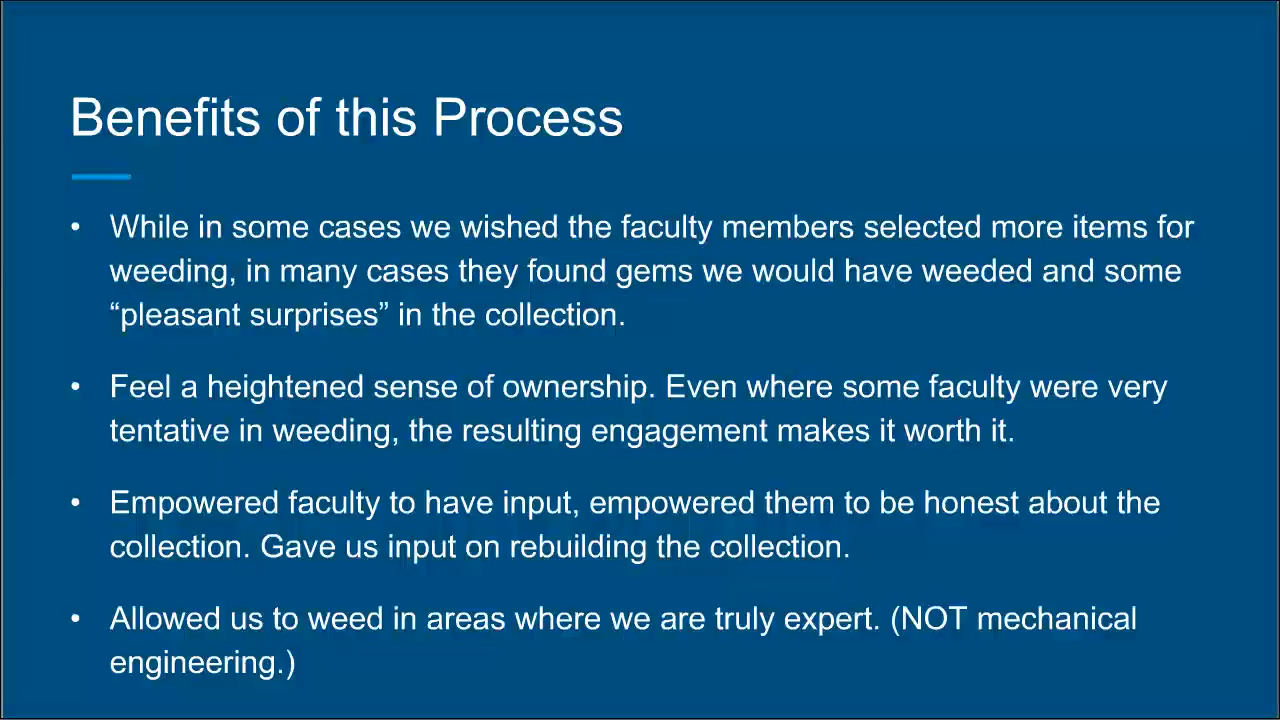 Benefits of this Process
• While in some cases we wished the faculty members selected more items for
weeding, in many cases they found gems we would have weeded and some
“pleasant surprises” in the collection.
• Feel a heightened sense of ownership. Even where some faculty were very
tentative in weeding, the resulting engagement makes it worth it.
• Empowered faculty to have input, empowered them to be honest about the
collection. Gave us input on rebuilding the collection.
• Allowed us to weed in areas where we are truly expert. (NOT mechanical
engineering.)